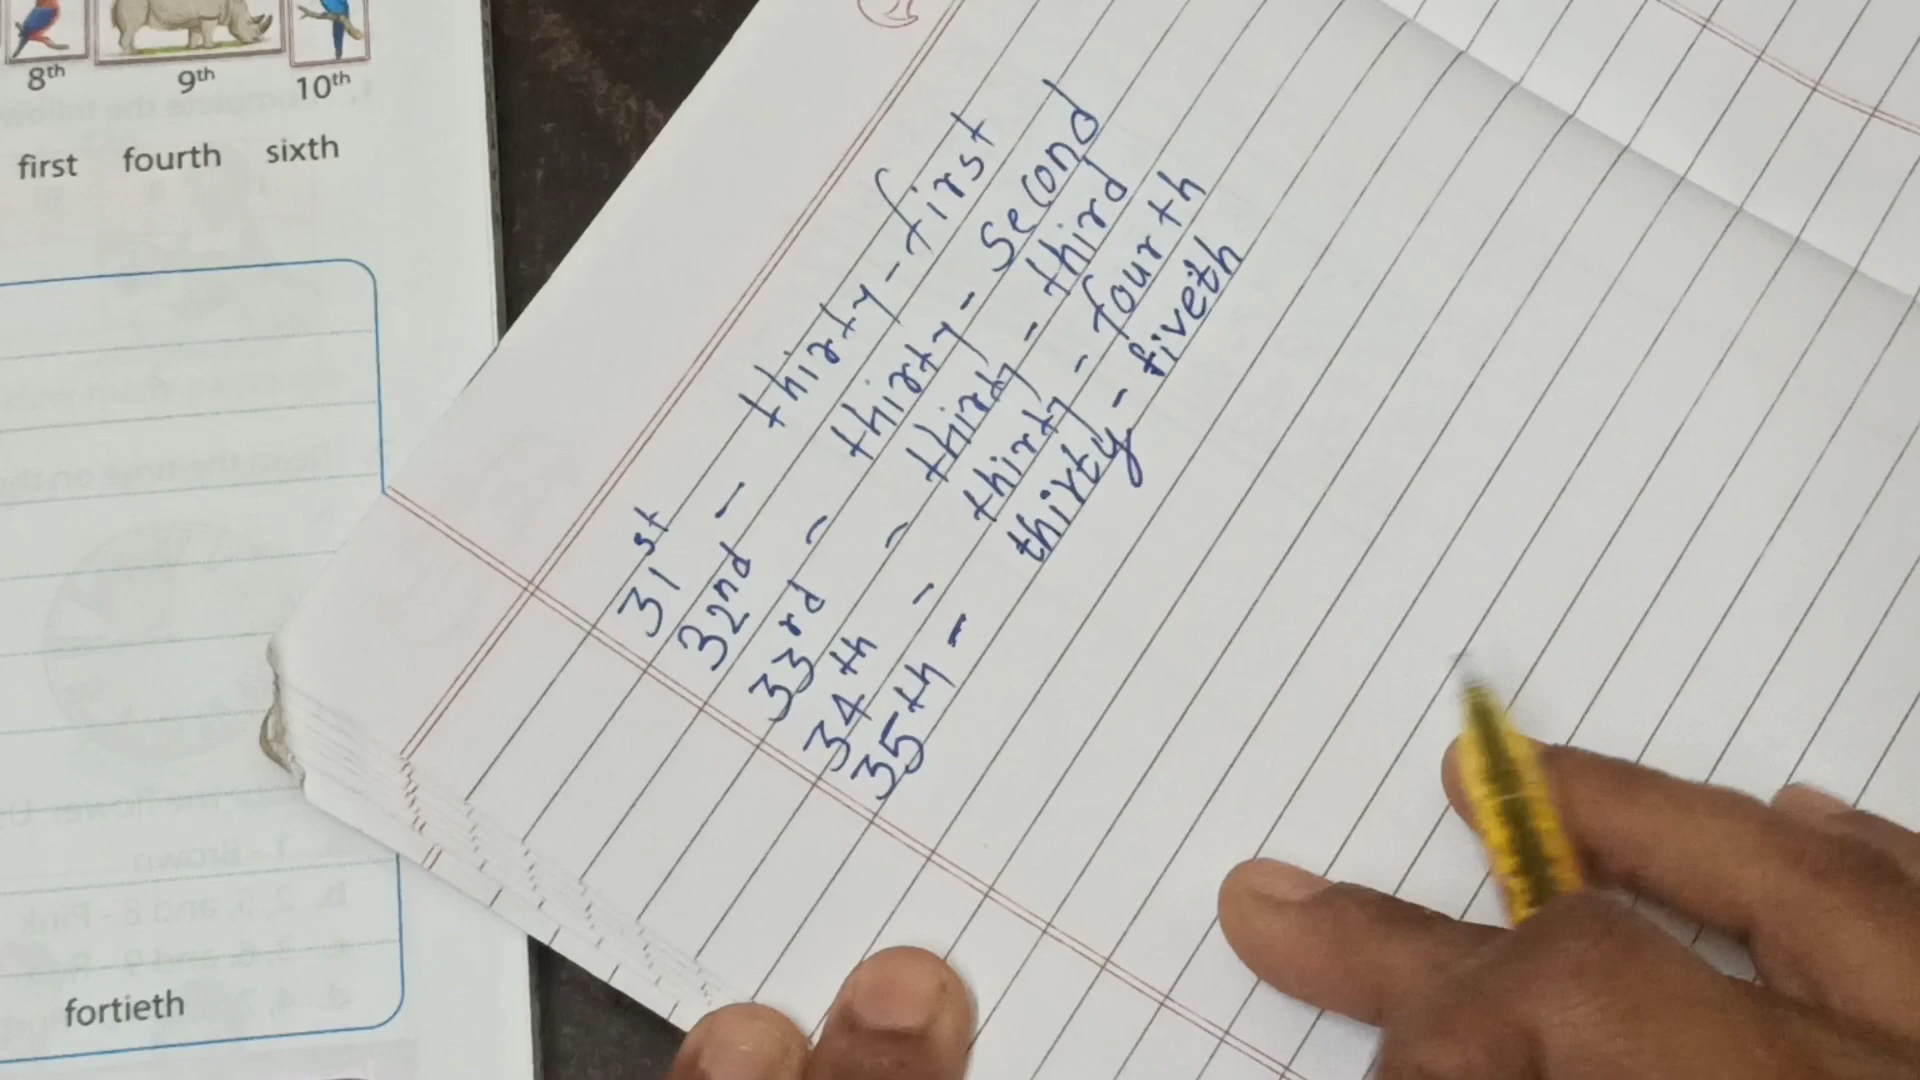 8th 9th 10th
first fourth sixth
fortieth
31st - thirty-first
32nd - thirty - second
33rd - thirty - third
34th - thirty - fourth
35th - thirty - fiveth